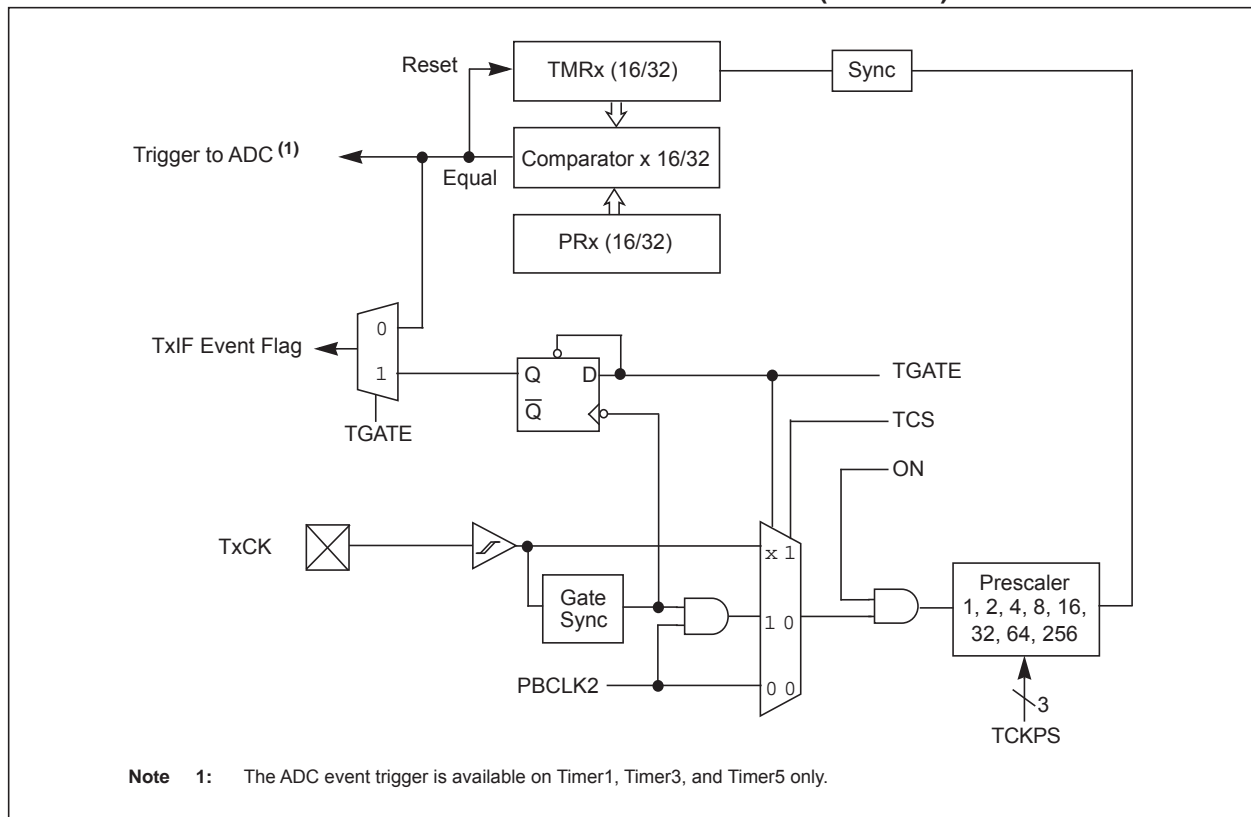 Reset
TMRx (16/32)
Sync
Trigger to ADC (1)
Equal
Comparator x 16/32
PRx (16/32)
TxIF Event Flag
0
1
TGATE
Q D
Q
TGATE
TCS
ON
TxCK
Gate
Sync
x 1
1 0
0 0
PBCLK2
Prescaler
1, 2, 4, 8, 16,
32, 64, 256
3
TCKPS
Note 1: The ADC event trigger is available on Timer1, Timer3, and Timer5 only.